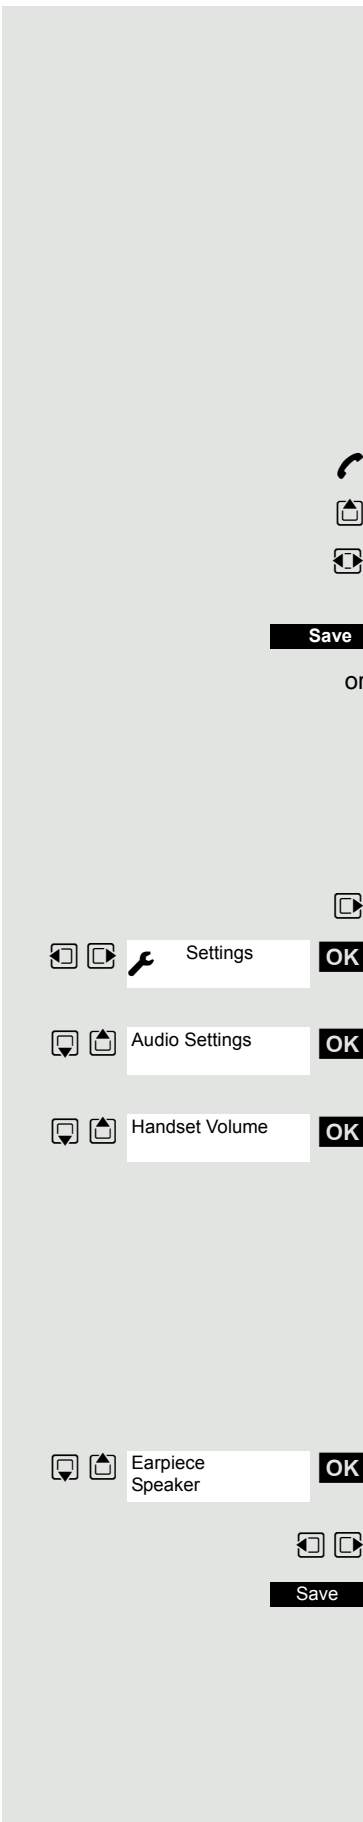 Save
or
Settings OK
Audio Settings OK
Handset Volume OK
Earpiece OK
Speaker
Save